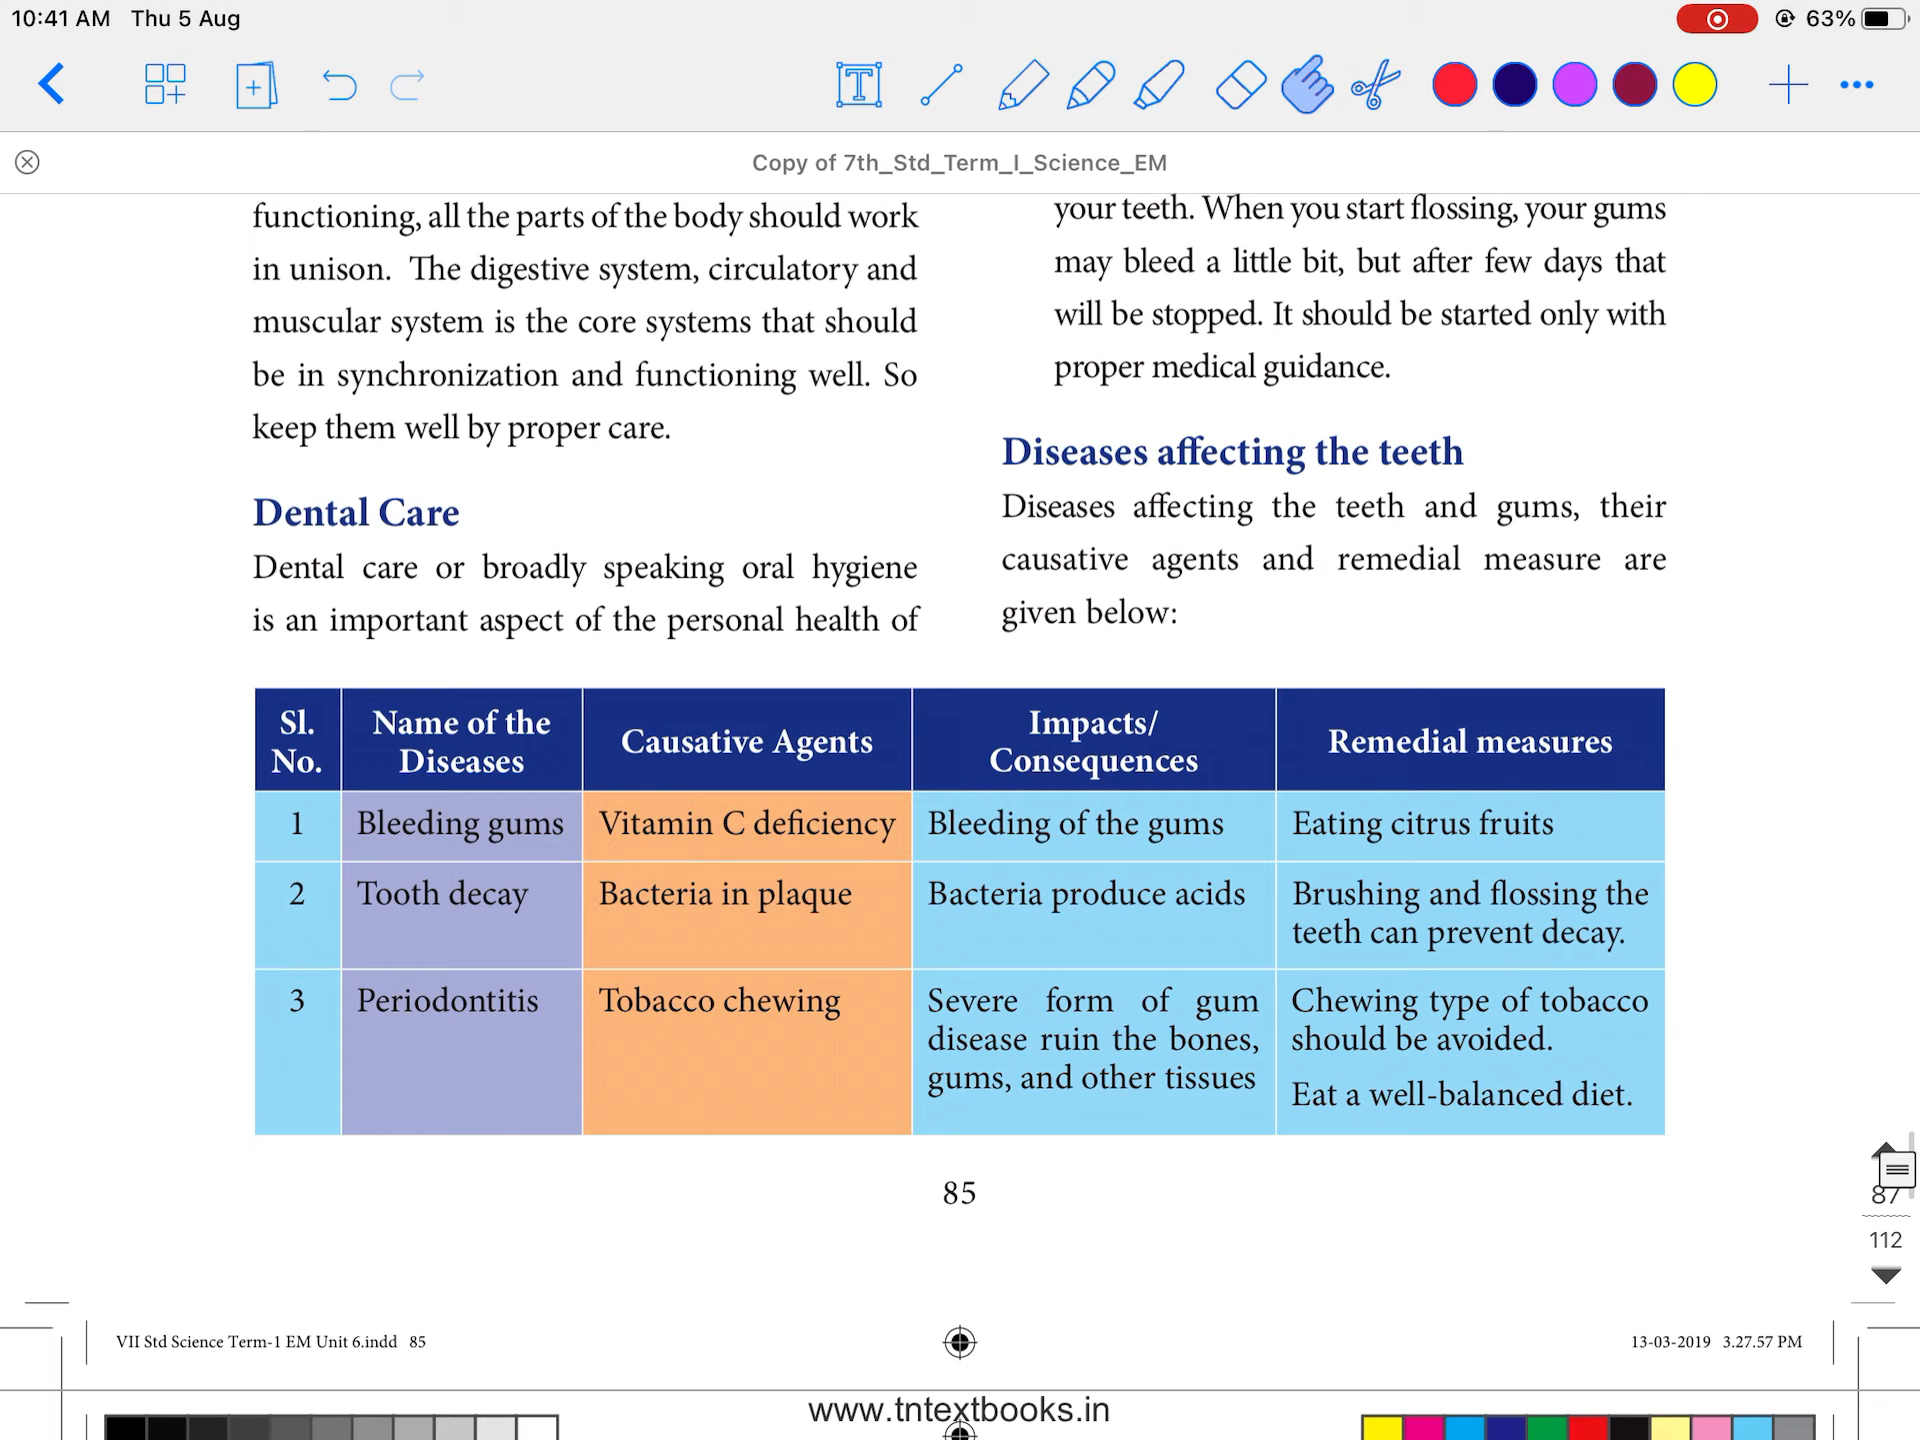 10:41 AM Thu 5 Aug
63%
T
Copy of 7th_Std_Term_I_Science_EM
functioning, all the parts of the body should work
in unison. The digestive system, circulatory and
muscular system is the core systems that should
be in synchronization and functioning well. So
keep them well by proper care.
Dental Care
Dental care or broadly speaking oral hygiene
is an important aspect of the personal health of
your teeth. When you start flossing, your gums
may bleed a little bit, but after few days that
will be stopped. It should be started only with
proper medical guidance.
Diseases affecting the teeth
Diseases affecting the teeth and gums, their
causative agents and remedial measure are
given below:
Sl.
No.
Name of the
Diseases
Causative Agents
Impacts/
Consequences
Remedial measures
1
Bleeding gums
Vitamin C deficiency
Bleeding of the gums
Eating citrus fruits
2
Tooth decay
Bacteria in plaque
Bacteria produce acids
Brushing and flossing the
teeth can prevent decay.
3
Periodontitis
Tobacco chewing
Severe form of gum
disease ruin the bones,
gums, and other tissues
Chewing type of tobacco
should be avoided.
Eat a well-balanced diet.
85
87
112
VII Std Science Term-1 EM Unit 6.indd 85
13-03-2019 3.27.57 PM
www.tntextbooks.in